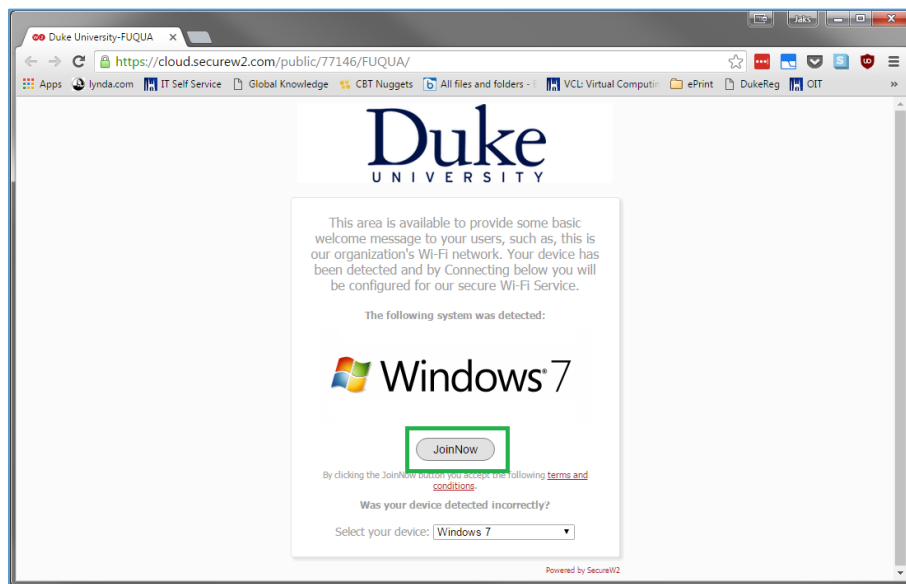 Jaks
Duke University-FUQUA
https://cloud.securew2.com/public/77146/FUQUA/
Apps lynda.com IT Self Service Global Knowledge CBT Nuggets All files and folders - VCL: Virtual Computin ePrint DukeReg OIT »
Duke
UNIVERSITY
This area is available to provide some basic
welcome message to your users, such as, this is
our organization's Wi-Fi network. Your device has
been detected and by Connecting below you will
be configured for our secure Wi-Fi Service.
The following system was detected:
Windows® 7
JoinNow
By clicking the JoinNow button you accept the following terms and
conditions.
Was your device detected incorrectly?
Select your device: Windows 7
Powered by SecureW2